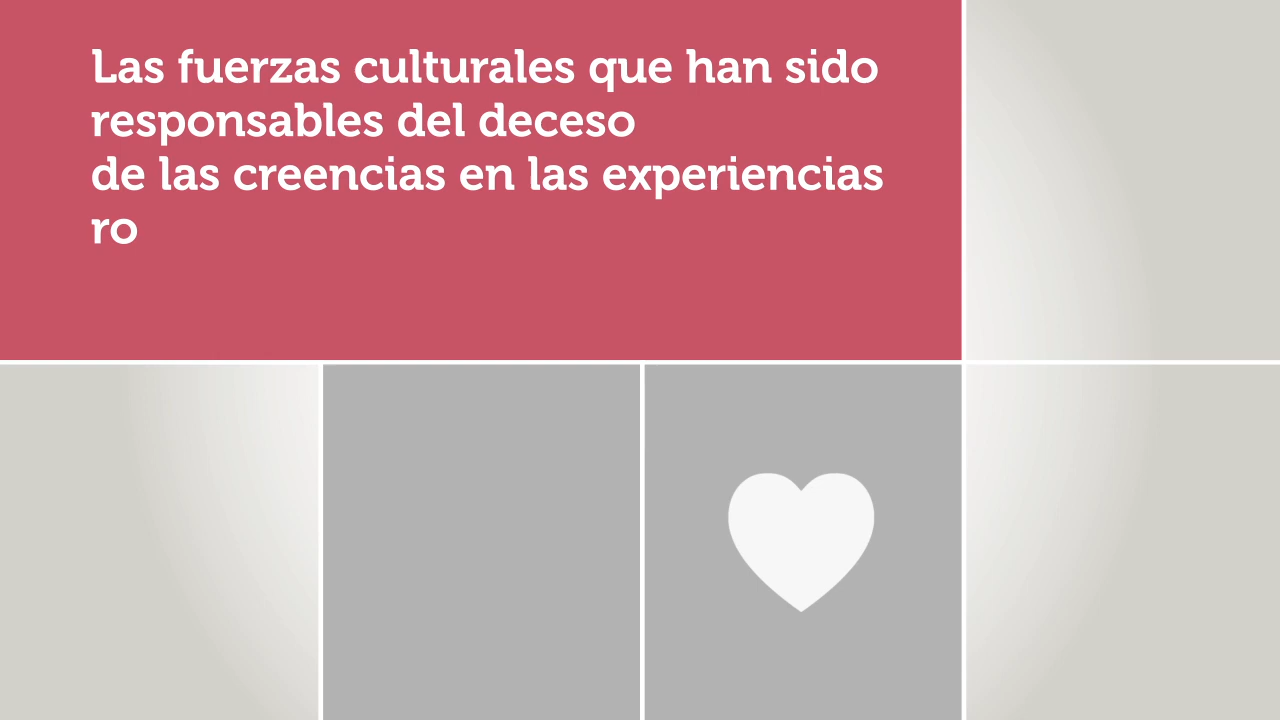 Las fuerzas culturales que han sido
responsables del deceso
de las creencias en las experiencias
ro